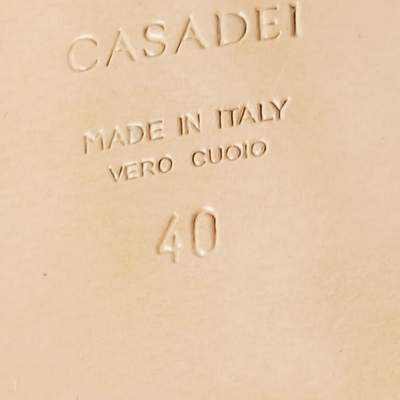 CASADEI
MADE IN ITALY
VERO CUOIO
40